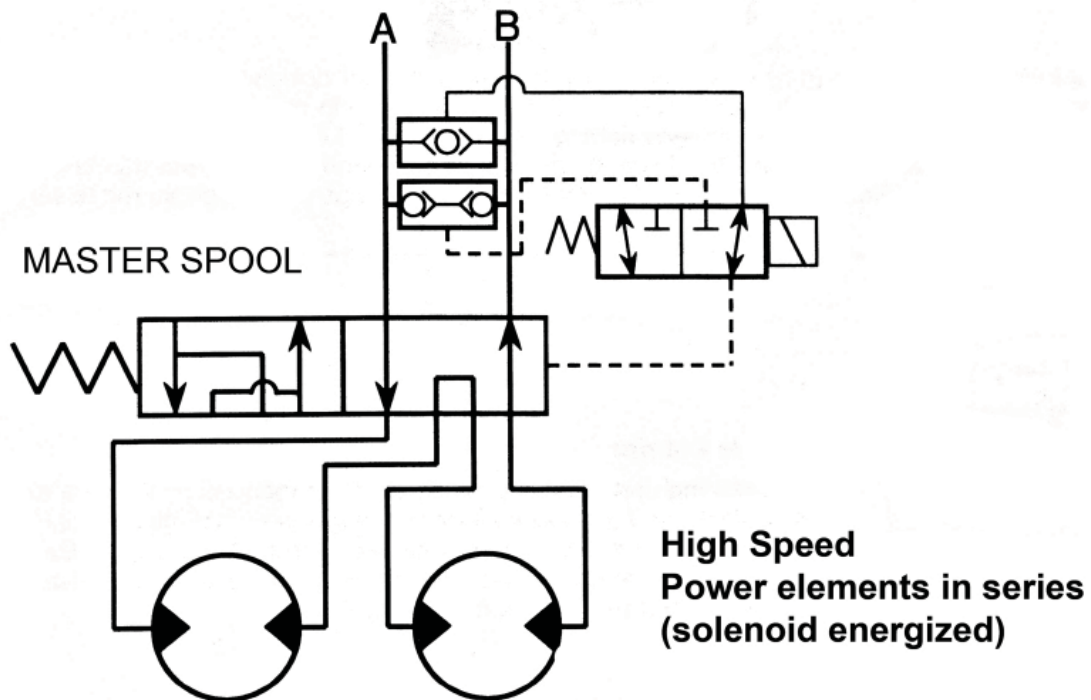 A
B
MASTER SPOOL
High Speed
Power elements in series
(solenoid energized)